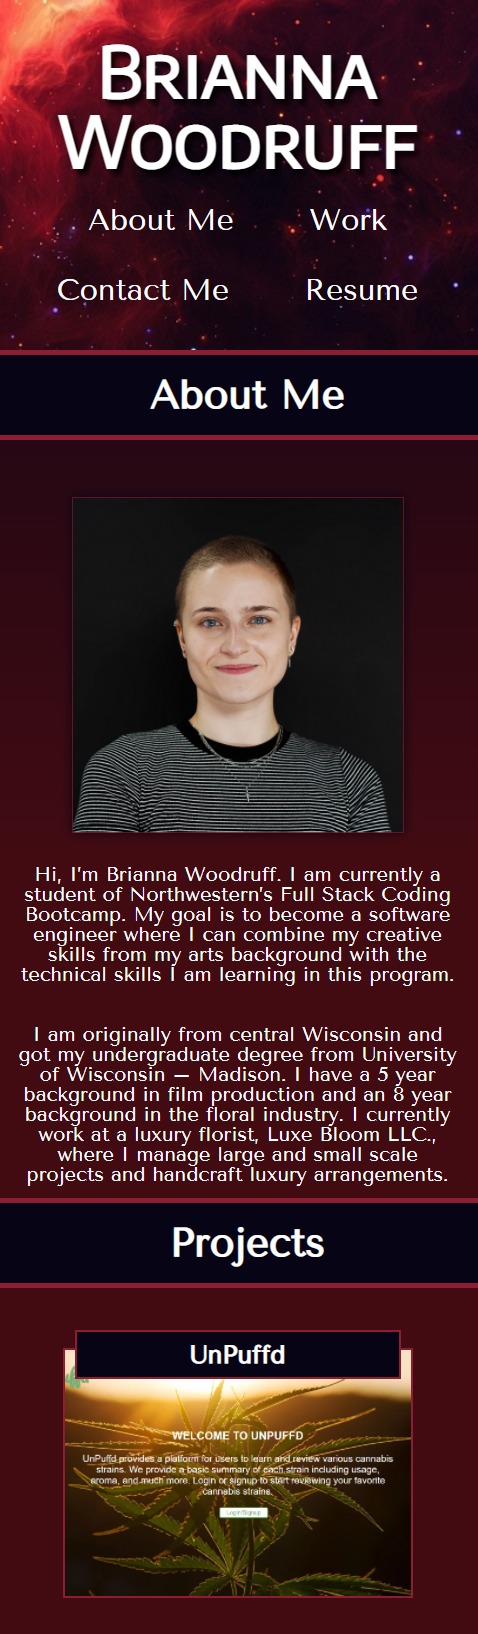 Brianna
Woodruff
About Me Work
Contact Me Resume
About Me
Hi, I'm Brianna Woodruff. I am currently a
student of Northwestern's Full Stack Coding
Bootcamp. My goal is to become a software
engineer where I can combine my creative
skills from my arts background with the
technical skills I am learning in this program.
I am originally from central Wisconsin and
got my undergraduate degree from University
of Wisconsin – Madison. I have a 5 year
background in film production and an 8 year
background in the floral industry. I currently
work at a luxury florist, Luxe Bloom LLC.,
where I manage large and small scale
projects and handcraft luxury arrangements.
Projects
UnPuffd
WELCOME TO UNPUFFD
UnPuffd provides a platform for users to learn and review various cannabis
strains. We provide a basic summary of each strain including usage,
aroma, and much more. Login or signup to start reviewing your favorite
cannabis strains.
Login/Signup